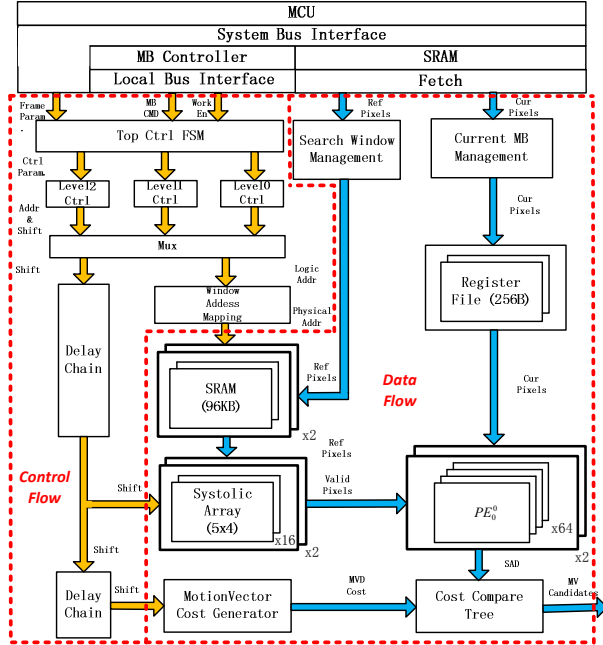 MCU
System Bus Interface
MB Controller
SRAM
Local Bus Interface
Fetch
Frame
Param
.
MB
CMD
Work
En
Ref
Pixels
Cur
Pixels
Top Ctrl FSM
Search Window
Management
Current MB
Management
Ctrl
Param.
Level2
Ctrl
Level1
Ctrl
Level0
Ctrl
Addr
&
Shift
Cur
Pixels
Mux
Shift
Logic
Addr
Window
Addess
Mapping
Physical
Addr
Register
File (256B)
Delay
Chain
SRAM
(96KB)
x2
Ref
Pixels
Data
Flow
Cur
Pixels
Ref
Pixels
Control
Flow
Shift
Systolic
Array
(5x4)
x16
x2
Valid
Pixels
PE₀⁰
x64
x2
Shift
SAD
Delay
Chain
Shift
MotionVector
Cost Generator
MVD
Cost
Cost Compare
Tree
MV
Candidates